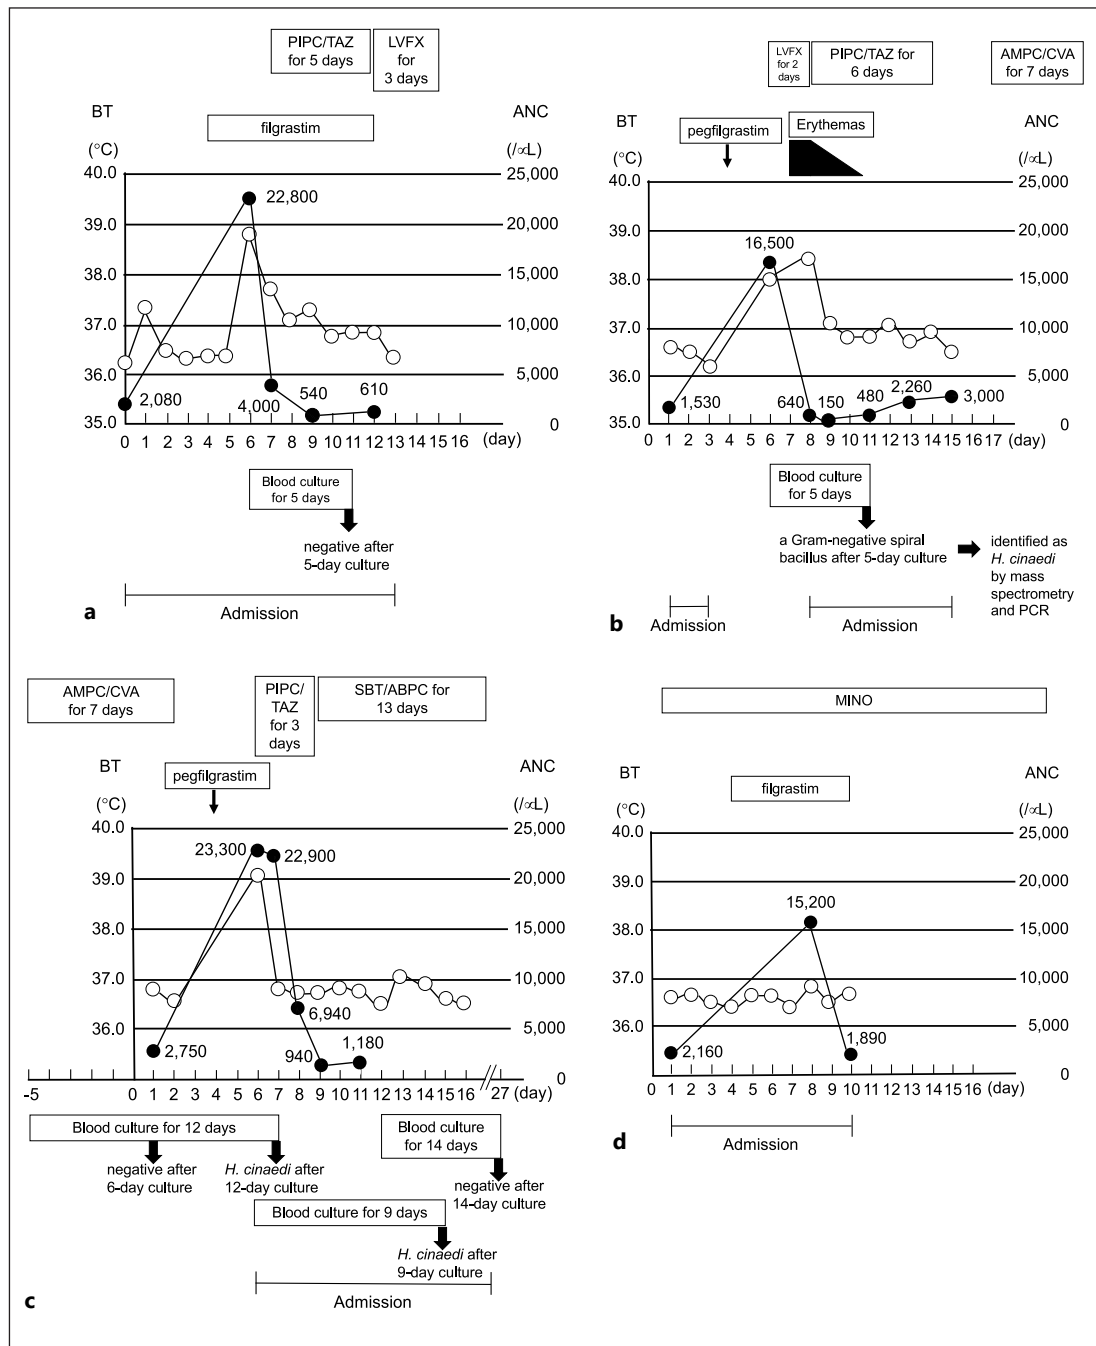 PIPC/TAZ
for 5 days
LVFX
for
3 days
BT
ANC
filgrastim
(°C)
(/∝L)
40.0
25,000
22,800
39.0
20,000
38.0
15,000
37.0
10,000
36.0
5,000
2,080
4,000
540
610
35.0
0
0 1 2 3 4 5 6 7 8 9 10 11 12 13 14 15 16 (day)
Blood culture
for 5 days
negative after
5-day culture
Admission
a
LVFX
for 2
days
PIPC/TAZ for
6 days
AMPC/CVA
for 7 days
BT
ANC
pegfilgrastim
Erythemas
(°C)
(/∝L)
40.0
25,000
39.0
20,000
16,500
38.0
15,000
37.0
10,000
36.0
5,000
1,530
640
150
480
2,260
3,000
35.0
0
0 1 2 3 4 5 6 7 8 9 10 11 12 13 14 15 16 17 (day)
Blood culture
for 5 days
a Gram-negative spiral
bacillus after 5-day culture
identified as
H. cinaedi
by mass
spectrometry
and PCR
Admission
Admission
b
AMPC/CVA
for 7 days
PIPC/
TAZ
for 3
days
SBT/ABPC for
13 days
BT
ANC
pegfilgrastim
(°C)
(/∝L)
40.0
25,000
23,300
22,900
39.0
20,000
38.0
15,000
37.0
10,000
6,940
36.0
5,000
2,750
940
1,180
0
-5 0 1 2 3 4 5 6 7 8 9 10 11 12 13 14 15 16 27 (day)
Blood culture for 12 days
Blood culture
for 14 days
negative after
6-day culture
H. cinaedi after
12-day culture
negative after
14-day culture
Blood culture for 9 days
H. cinaedi after
9-day culture
Admission
c
MINO
BT
ANC
filgrastim
(°C)
(/∝L)
40.0
25,000
39.0
20,000
15,200
38.0
15,000
37.0
10,000
36.0
5,000
2,160
1,890
0
0 1 2 3 4 5 6 7 8 9 10 11 12 13 14 15 16 (day)
Admission
d